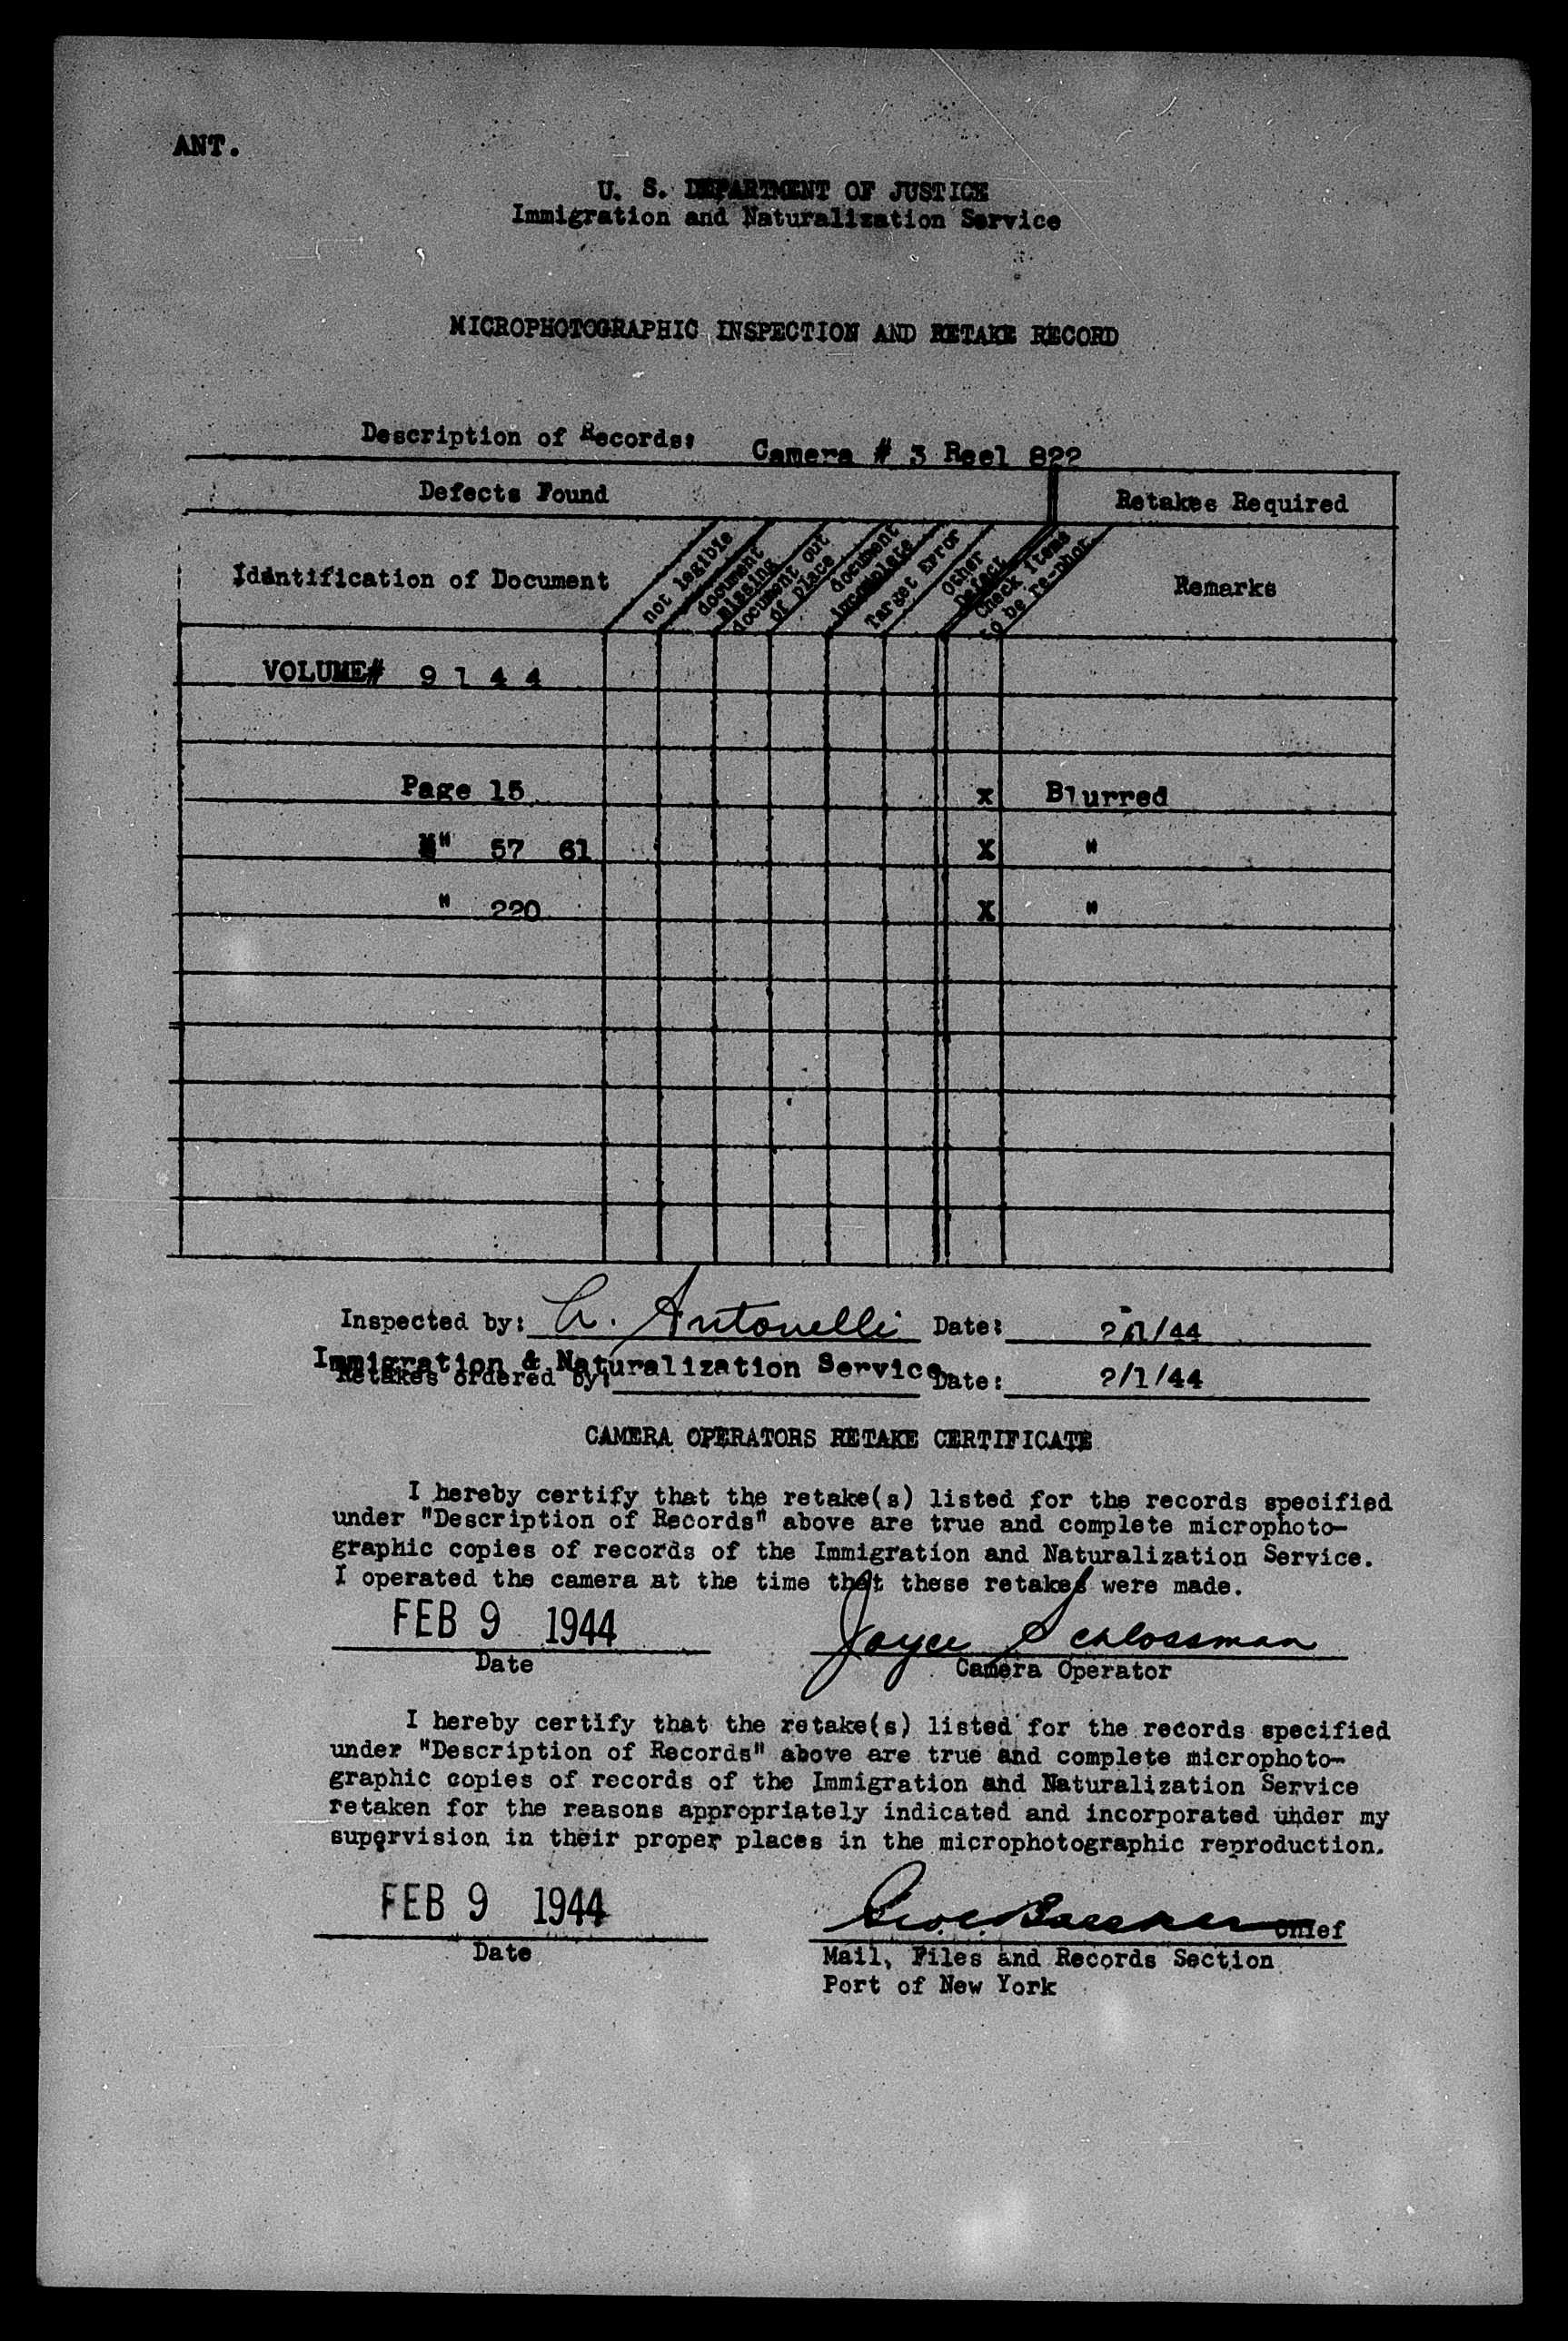 ANT.
U. S. DEPARTMENT OF JUSTICE
Immigration and Naturalization Service
MICROPHOTOGRAPHIC INSPECTION AND RETAKE RECORD
Description of Records: Camera # 3 Reel 822
Defects Found Retakes Required
Identification of Document
not legible
document missing
document out of place
document incomplete
Target Error
Other Defect
Check items to be re-phot.
Remarks
VOLUME# 9 1 4 4
Page 15 x Blurred
" 57 61 X "
" 220 X "
Inspected by: A. Antonelli Date: 2/1/44
Immigration & Naturalization Service
Retakes ordered by: Date: 2/1/44
CAMERA OPERATORS RETAKE CERTIFICATE
I hereby certify that the retake(s) listed for the records specified
under "Description of Records" above are true and complete microphoto-
graphic copies of records of the Immigration and Naturalization Service.
I operated the camera at the time that these retakes were made.
FEB 9 1944 Joyce Schlossman
Date Camera Operator
I hereby certify that the retake(s) listed for the records specified
under "Description of Records" above are true and complete microphoto-
graphic copies of records of the Immigration and Naturalization Service
retaken for the reasons appropriately indicated and incorporated under my
supervision in their proper places in the microphotographic reproduction.
FEB 9 1944 Chief
Date Mail, Files and Records Section
Port of New York